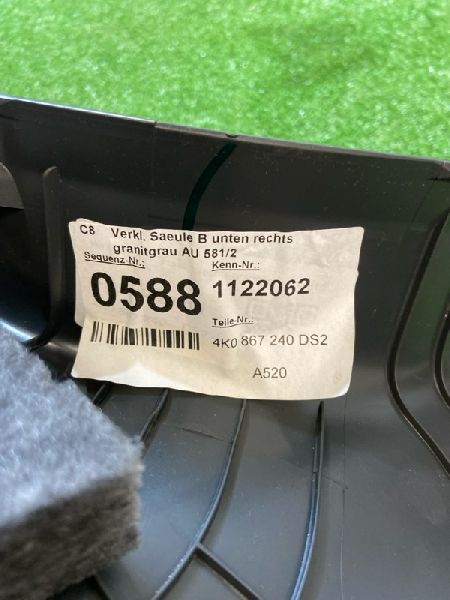 C8 Verkl. Saeule B unten rechts
granitgrau AU 581/2
Sequenz-Nr.: Kenn-Nr.:
0588 1122062
Teile-Nr.:
4K0 867 240 DS2
A520